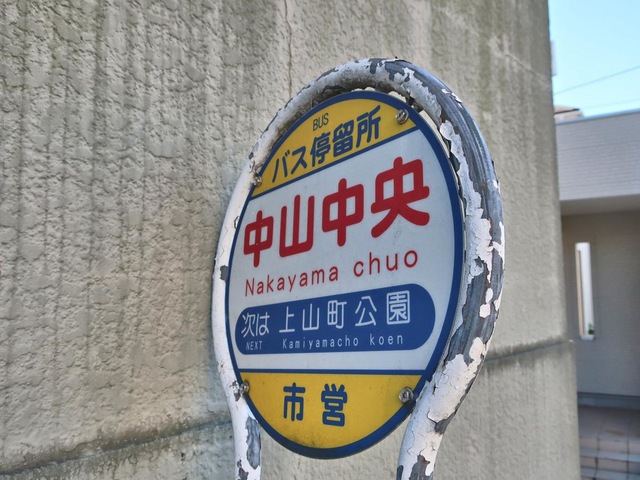 BUS
バス停留所
中山中央
Nakayama chuo
次は 上山町公園
NEXT Kamiyamacho koen
市営